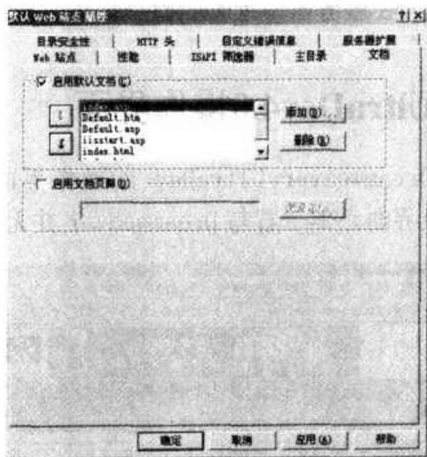 默认 Web 站点 属性
目录安全性 HTTP 头 自定义错误信息 服务器扩展
Web 站点 性能 ISAPI 筛选器 主目录 文档
启用默认文档(C)
index.asp
Default.htm
Default.asp
iisstart.asp
index.html
添加(D)...
删除(R)
启用文档页脚(O)
确定 取消 应用(A) 帮助